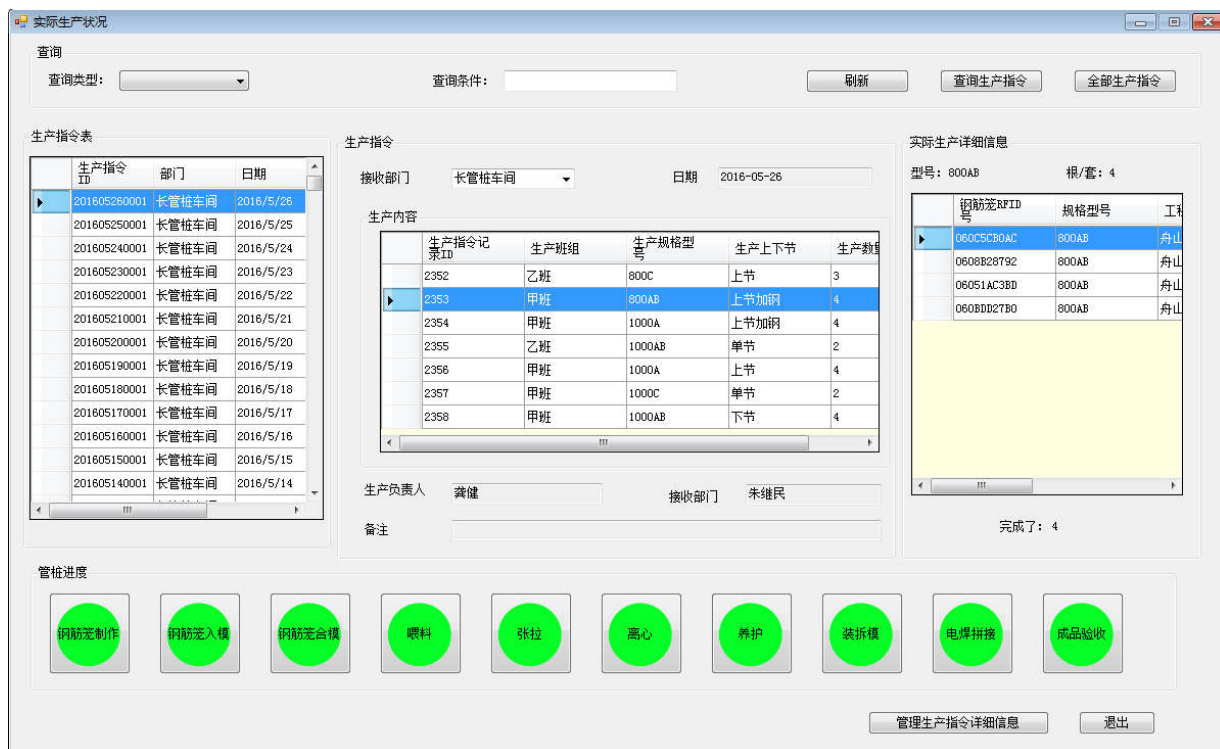 实际生产状况
查询
查询类型: 查询条件: 刷新 查询生产指令 全部生产指令
生产指令表
生产指令ID 部门 日期
201605260001 长管桩车间 2016/5/26
201605250001 长管桩车间 2016/5/25
201605240001 长管桩车间 2016/5/24
201605230001 长管桩车间 2016/5/23
201605220001 长管桩车间 2016/5/22
201605210001 长管桩车间 2016/5/21
201605200001 长管桩车间 2016/5/20
201605190001 长管桩车间 2016/5/19
201605180001 长管桩车间 2016/5/18
201605170001 长管桩车间 2016/5/17
201605160001 长管桩车间 2016/5/16
201605150001 长管桩车间 2016/5/15
201605140001 长管桩车间 2016/5/14
生产指令
接收部门 长管桩车间 日期 2016-05-26
生产内容
生产指令记录ID 生产班组 生产规格型号 生产上下节 生产数量
2352 乙班 800C 上节 3
2353 甲班 800AB 上节加钢 4
2354 甲班 1000A 上节加钢 4
2355 乙班 1000AB 单节 2
2356 甲班 1000A 上节 4
2357 甲班 1000C 单节 2
2358 甲班 1000AB 下节 4
生产负责人 龚健 接收部门 朱继民
备注
实际生产详细信息
型号: 800AB 根/套: 4
钢筋笼RFID号 规格型号 工
060C5CB0AC 800AB 舟山
0608B28792 800AB 舟山
06051AC3BD 800AB 舟山
060BDD27B0 800AB 舟山
完成了: 4
管桩进度
钢筋笼制作 钢筋笼入模 钢筋笼合模 喂料 张拉 离心 养护 装拆模 电焊拼接 成品验收
管理生产指令详细信息 退出